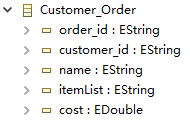 Customer_Order
order_id : EString
customer_id : EString
name : EString
itemList : EString
cost : EDouble